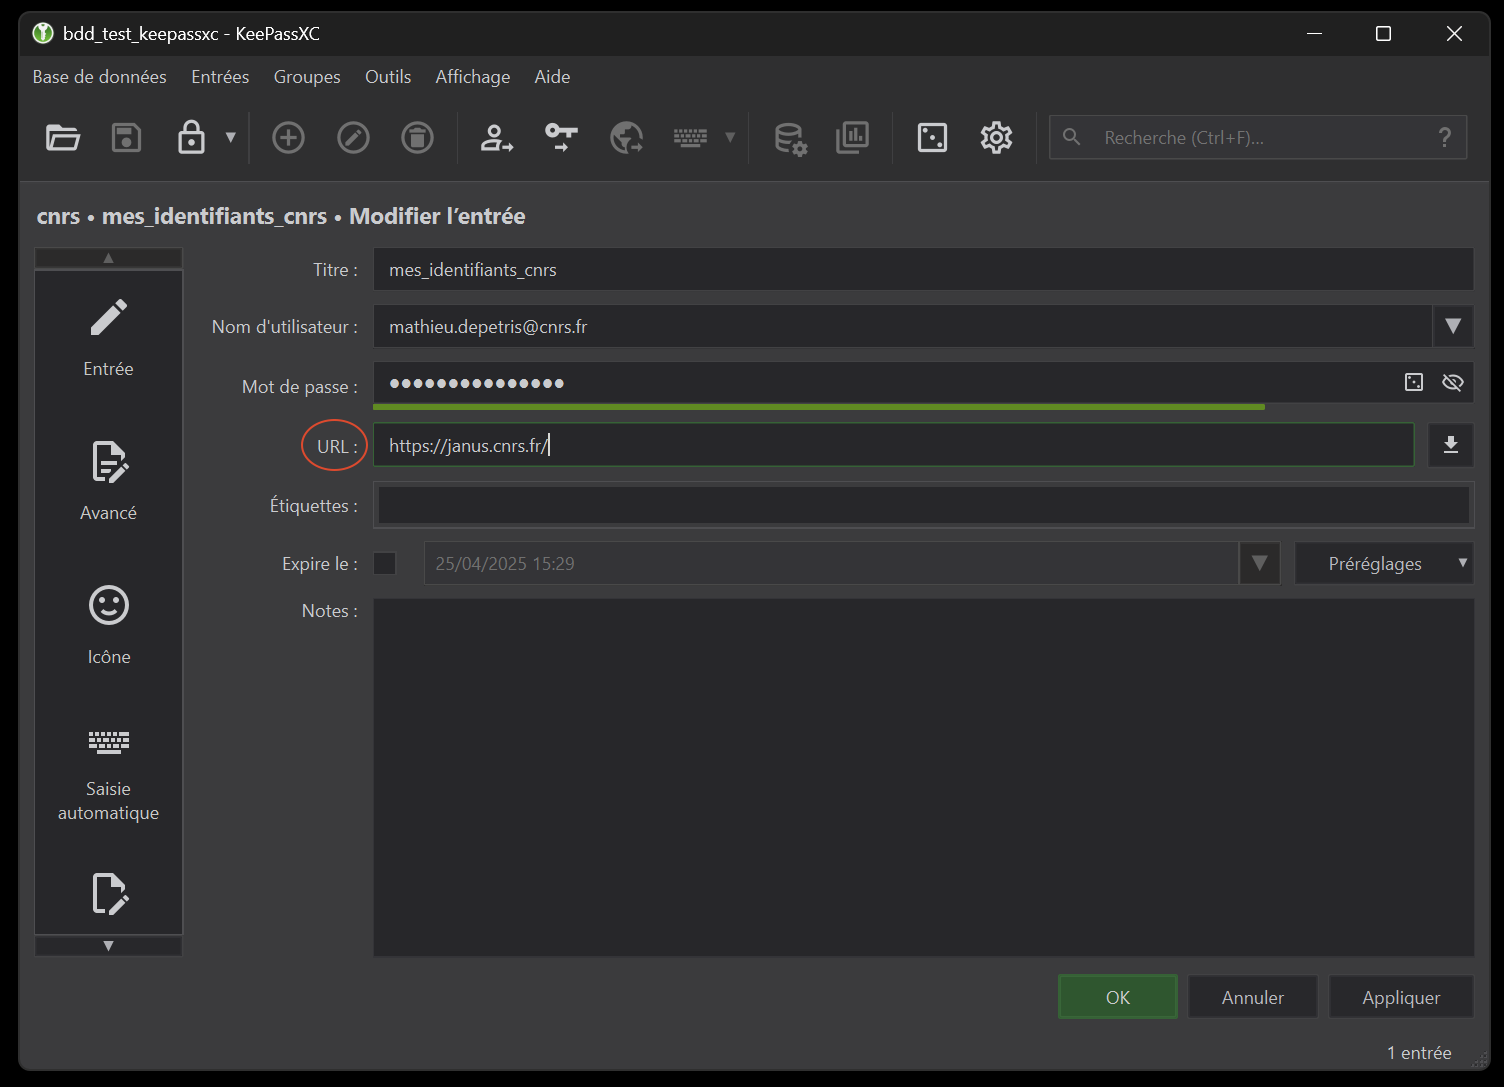 bdd_test_keepassxc - KeePassXC
Base de données Entrées Groupes Outils Affichage Aide
Recherche (Ctrl+F)... ?
cnrs • mes_identifiants_cnrs • Modifier l’entrée
Titre : mes_identifiants_cnrs
Nom d'utilisateur : mathieu.depetris@cnrs.fr
Mot de passe : ●●●●●●●●●●●●●●●
URL : https://janus.cnrs.fr/
Étiquettes :
Expire le : 25/04/2025 15:29 Préréglages
Notes :
Entrée
Avancé
Icône
Saisie
automatique
OK Annuler Appliquer
1 entrée